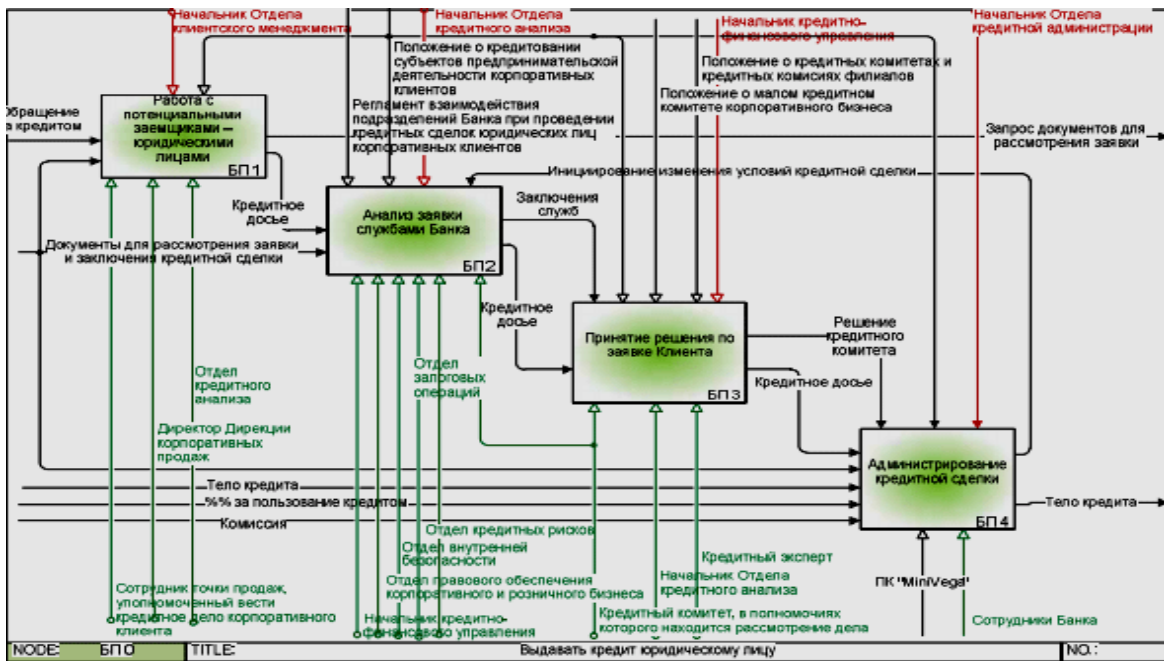 Начальник Отдела
клиентского менеджмента
Начальник Отдела
кредитного анализа
Начальник кредитно-
финансового управления
Начальник Отдела
кредитной администрации
Положение о кредитовании
субъектов предпринимательской
деятельности корпоративных
клиентов
Положение о кредитных комитетах и
кредитных комисиях филиалов
Положение о малом кредитном
комитете корпоративного бизнеса
Регламент взаимодействия
подразделений Банка при проведении
кредитных сделок юридических лиц
корпоративных клиентов
Обращение
за кредитом
Работа с
потенциальными
заемщиками –
юридическими
лицами
БП1
Запрос документов для
рассмотрения заявки
Инициирование изменения условий кредитной сделки
Кредитное
досье
Заключения
служб
Анализ заявки
службами Банка
БП2
Документы для рассмотрения заявки
и заключения кредитной сделки
Кредитное
досье
Принятие решения по
заявке Клиента
БП3
Решение
кредитного
комитета
Кредитное досье
Отдел
залоговых
операций
Отдел
кредитного
анализа
Директор Дирекции
корпоративных
продаж
Администрирование
кредитной сделки
БП4
Тело кредита
%% за пользование кредитом
Комиссия
Тело кредита
Отдел кредитных рисков
Отдел внутренней
безопасности
Отдел правового обеспечения
корпоративного и розничного бизнеса
Начальник кредитно-
финансового управления
Кредитный эксперт
Начальник Отдела
кредитного анализа
Кредитный комитет, в полномочиях
которого находится рассмотрение дела
ПК "MiniVega"
Сотрудники Банка
Сотрудник точки продаж,
уполномоченный вести
кредитное дело корпоративного
клиента
NODE: БП0 TITLE: Выдавать кредит юридическому лицу NO.: